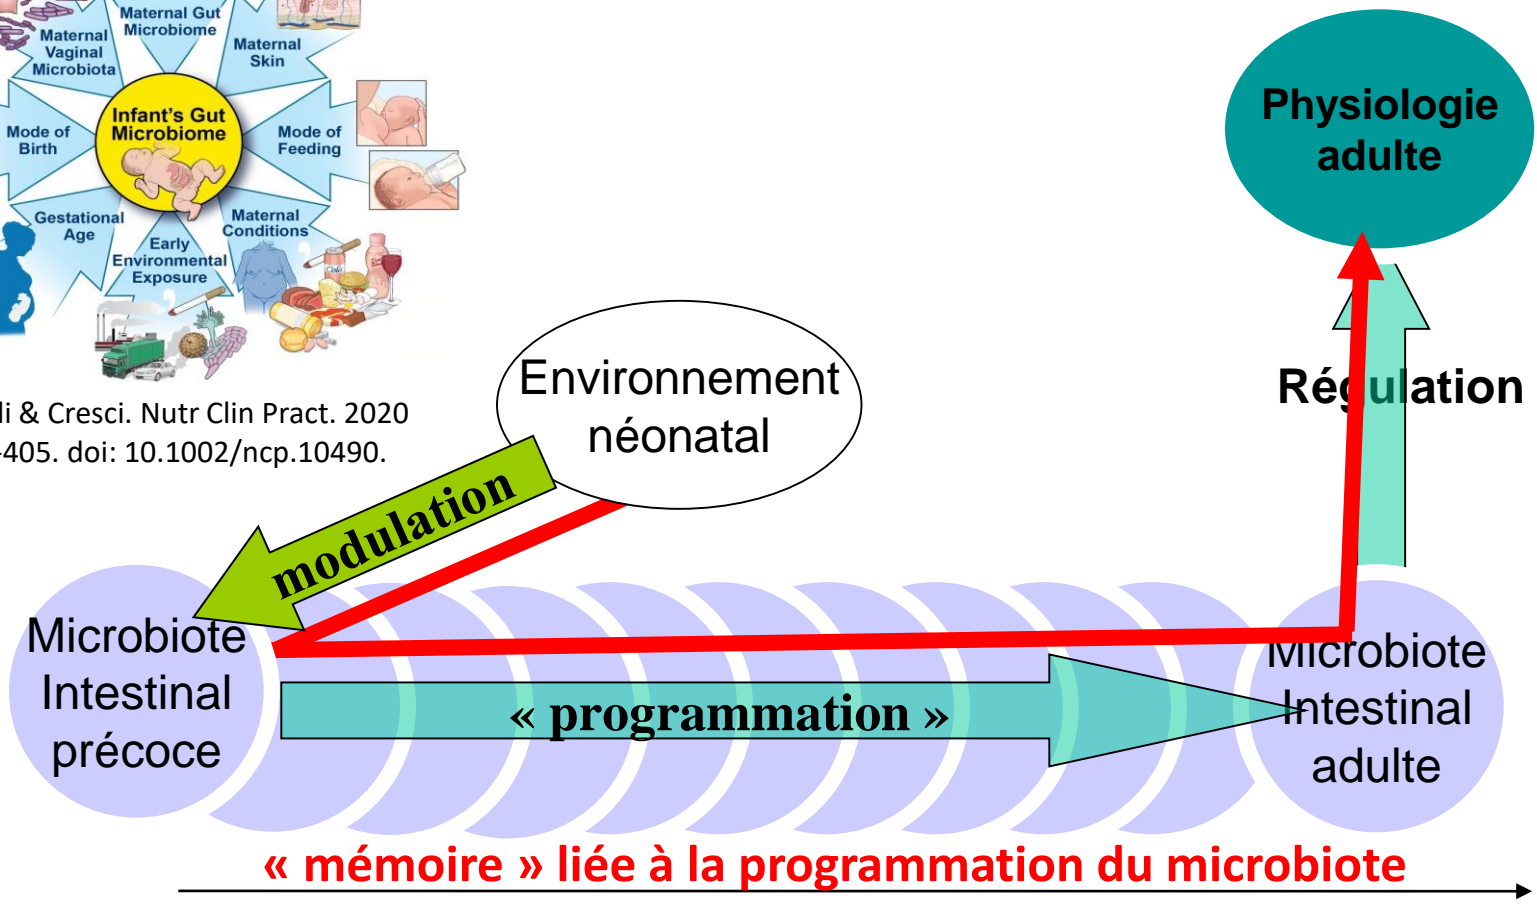 Maternal Gut
Microbiome
Maternal
Vaginal
Microbiota
Maternal
Skin
Infant's Gut
Microbiome
Mode of
Birth
Mode of
Feeding
Gestational
Age
Early
Environmental
Exposure
Maternal
Conditions
Cola
li & Cresci. Nutr Clin Pract. 2020
-405. doi: 10.1002/ncp.10490.
Physiologie
adulte
Environnement
néonatal
Régulation
modulation
Microbiote
Intestinal
précoce
« programmation »
Microbiote
Intestinal
adulte
« mémoire » liée à la programmation du microbiote